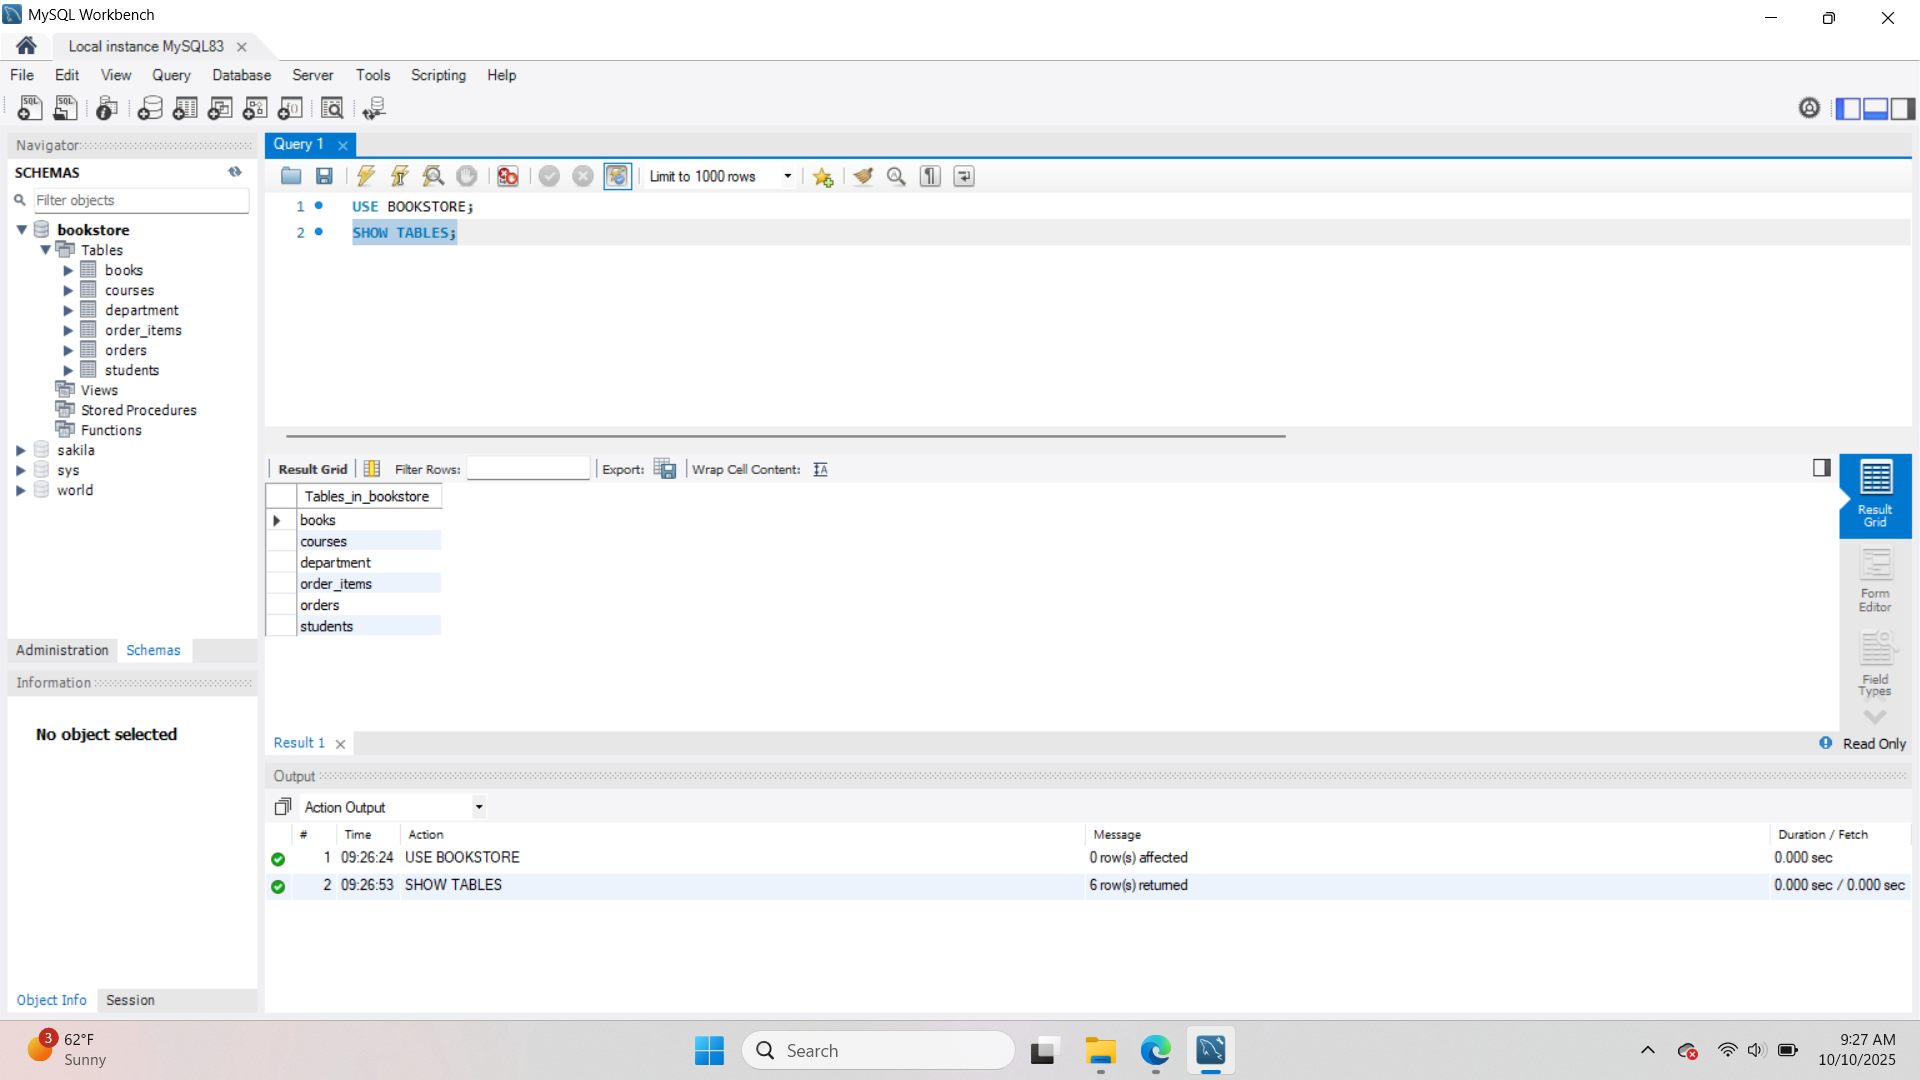 MySQL Workbench
Local instance MySQL83
File Edit View Query Database Server Tools Scripting Help
Navigator
SCHEMAS
Filter objects
bookstore
Tables
books
courses
department
order_items
orders
students
Views
Stored Procedures
Functions
sakila
sys
world
Administration Schemas
Information
No object selected
Object Info Session
Query 1
Limit to 1000 rows
1 USE BOOKSTORE;
2 SHOW TABLES;
Result Grid Filter Rows: Export: Wrap Cell Content:
Tables_in_bookstore
books
courses
department
order_items
orders
students
Result
Grid
Form
Editor
Field
Types
Result 1
Read Only
Output
Action Output
# Time Action Message Duration / Fetch
1 09:26:24 USE BOOKSTORE 0 row(s) affected 0.000 sec
2 09:26:53 SHOW TABLES 6 row(s) returned 0.000 sec / 0.000 sec
3
62°F
Sunny
Search
9:27 AM
10/10/2025